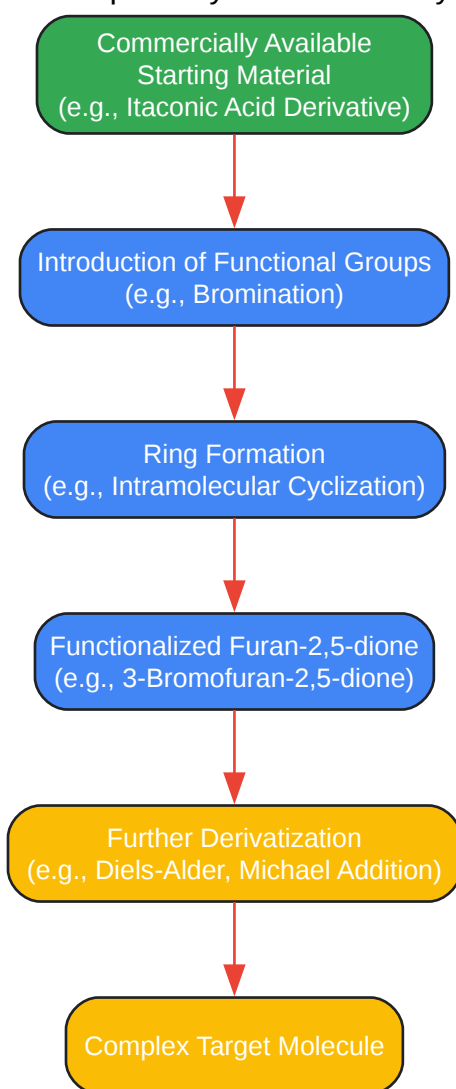 Commercially Available
Starting Material
(e.g., Itaconic Acid Derivative)
Introduction of Functional Groups
(e.g., Bromination)
Ring Formation
(e.g., Intramolecular Cyclization)
Functionalized Furan-2,5-dione
(e.g., 3-Bromofuran-2,5-dione)
Further Derivatization
(e.g., Diels-Alder, Michael Addition)
Complex Target Molecule